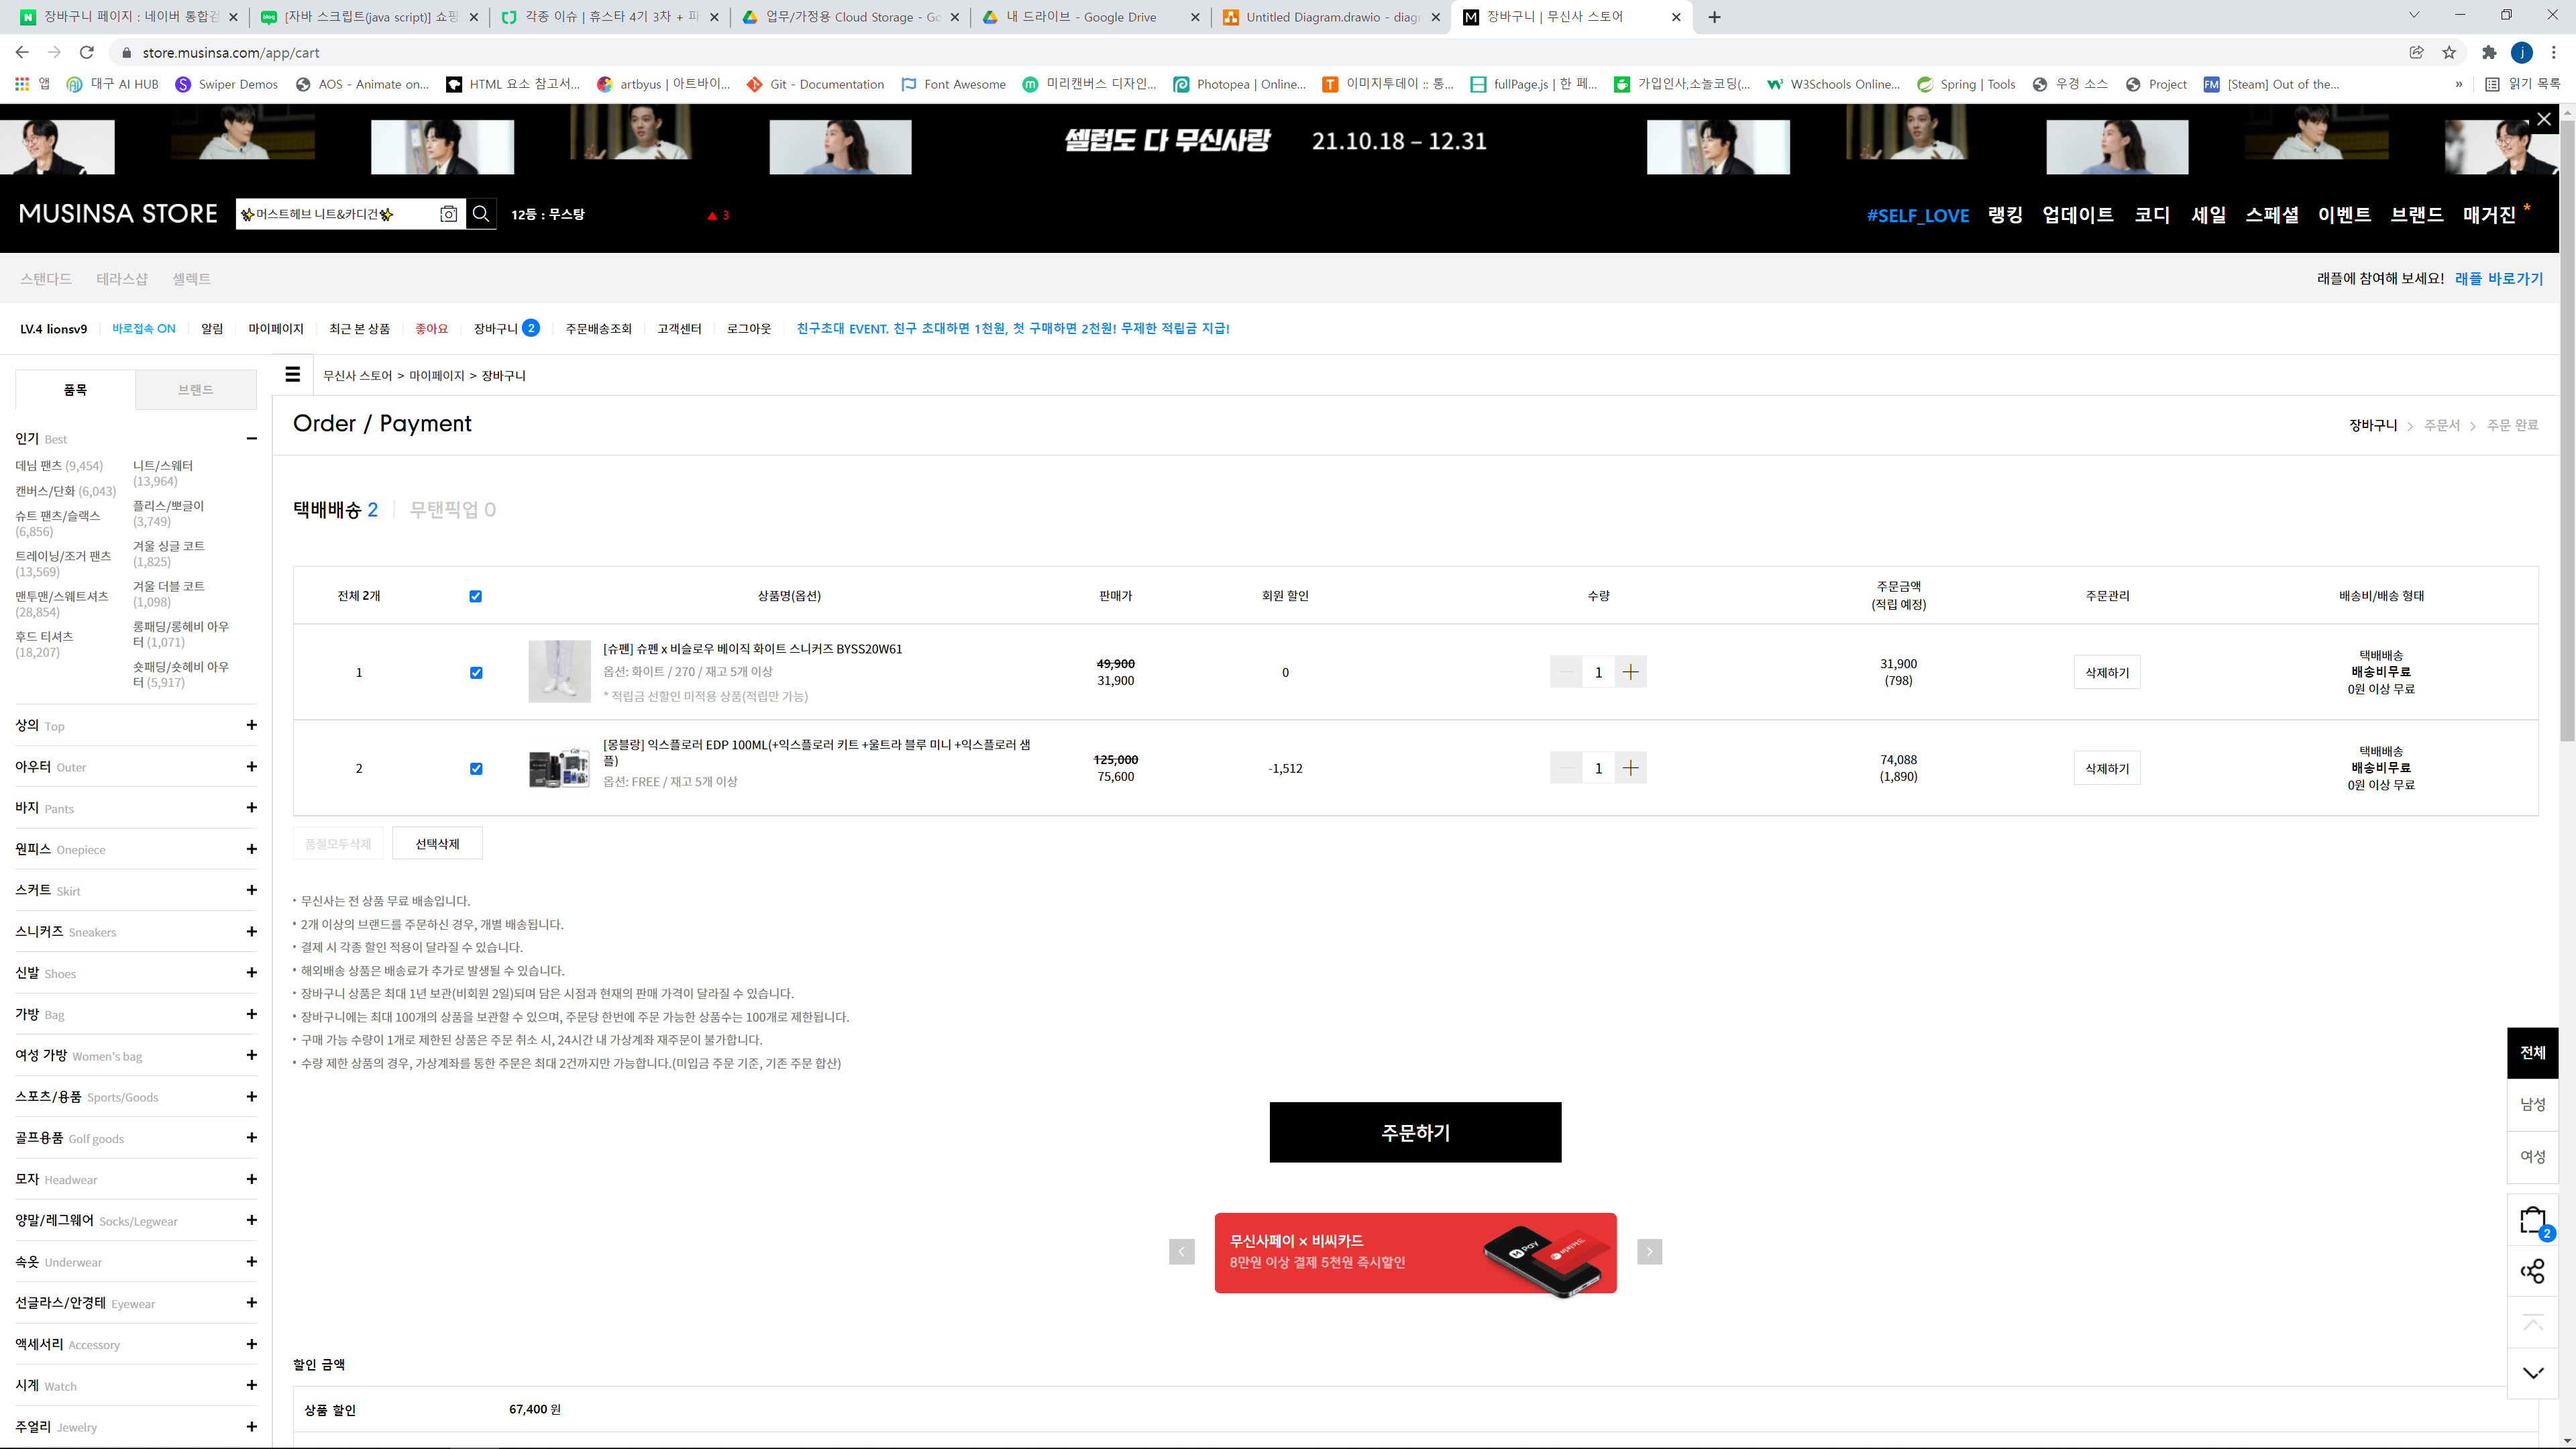 장바구니 페이지 : 네이버 통합검
[자바 스크립트(java script)] 쇼핑
각종 이슈 | 휴스타 4기 3차 + 피
업무/가정용 Cloud Storage - Go
내 드라이브 - Google Drive
Untitled Diagram.drawio - diagr
장바구니 | 무신사 스토어
store.musinsa.com/app/cart
앱
대구 AI HUB
Swiper Demos
AOS - Animate on...
HTML 요소 참고서...
artbyus | 아트바이...
Git - Documentation
Font Awesome
미리캔버스 디자인...
Photopea | Online...
이미지투데이 :: 통...
fullPage.js | 한 페...
가입인사,소놀코딩(...
W3Schools Online...
Spring | Tools
우경 소스
Project
[Steam] Out of the...
»
읽기 목록
셀럽도 다 무신사랑 21.10.18 – 12.31
MUSINSA STORE
✨머스트헤브 니트&카디건✨
12등 : 무스탕
▲ 3
#SELF_LOVE 랭킹 업데이트 코디 세일 스페셜 이벤트 브랜드 매거진 *
스탠다드 테라스샵 셀렉트
래플에 참여해 보세요! 래플 바로가기
LV.4 lionsv9 바로접속 ON 알림 마이페이지 최근 본 상품 좋아요 장바구니 2 주문배송조회 고객센터 로그아웃 친구초대 EVENT. 친구 초대하면 1천원, 첫 구매하면 2천원! 무제한 적립금 지급!
품목 브랜드
무신사 스토어 > 마이페이지 > 장바구니
인기 Best
데님 팬츠 (9,454)
캔버스/단화 (6,043)
슈트 팬츠/슬랙스
(6,856)
트레이닝/조거 팬츠
(13,569)
맨투맨/스웨트셔츠
(28,854)
후드 티셔츠
(18,207)
니트/스웨터
(13,964)
플리스/뽀글이
(3,749)
겨울 싱글 코트
(1,825)
겨울 더블 코트
(1,098)
롱패딩/롱헤비 아우
터 (1,071)
숏패딩/숏헤비 아우
터 (5,917)
상의 Top
아우터 Outer
바지 Pants
원피스 Onepiece
스커트 Skirt
스니커즈 Sneakers
신발 Shoes
가방 Bag
여성 가방 Women's bag
스포츠/용품 Sports/Goods
골프용품 Golf goods
모자 Headwear
양말/레그웨어 Socks/Legwear
속옷 Underwear
선글라스/안경테 Eyewear
액세서리 Accessory
시계 Watch
주얼리 Jewelry
Order / Payment
장바구니 > 주문서 > 주문 완료
택배배송 2 무탠픽업 0
전체 2개 상품명(옵션) 판매가 회원 할인 수량 주문금액 주문관리 배송비/배송 형태
(적립 예정)
1
[슈펜] 슈펜 x 비슬로우 베이직 화이트 스니커즈 BYSS20W61
옵션: 화이트 / 270 / 재고 5개 이상
* 적립금 선할인 미적용 상품(적립만 가능)
49,900
31,900
0
1
31,900
(798)
삭제하기
택배배송
배송비무료
0원 이상 무료
2
[몽블랑] 익스플로러 EDP 100ML(+익스플로러 키트 +울트라 블루 미니 +익스플로러 샘
플)
옵션: FREE / 재고 5개 이상
125,000
75,600
-1,512
1
74,088
(1,890)
삭제하기
택배배송
배송비무료
0원 이상 무료
품절모두삭제 선택삭제
• 무신사는 전 상품 무료 배송입니다.
• 2개 이상의 브랜드를 주문하신 경우, 개별 배송됩니다.
• 결제 시 각종 할인 적용이 달라질 수 있습니다.
• 해외배송 상품은 배송료가 추가로 발생될 수 있습니다.
• 장바구니 상품은 최대 1년 보관(비회원 2일)되며 담은 시점과 현재의 판매 가격이 달라질 수 있습니다.
• 장바구니에는 최대 100개의 상품을 보관할 수 있으며, 주문당 한번에 주문 가능한 상품수는 100개로 제한됩니다.
• 구매 가능 수량이 1개로 제한된 상품은 주문 취소 시, 24시간 내 가상계좌 재주문이 불가합니다.
• 수량 제한 상품의 경우, 가상계좌를 통한 주문은 최대 2건까지만 가능합니다.(미입금 주문 기준, 기존 주문 합산)
주문하기
무신사페이 × 비씨카드
8만원 이상 결제 5천원 즉시할인
할인 금액
상품 할인 67,400 원
전체
남성
여성
2